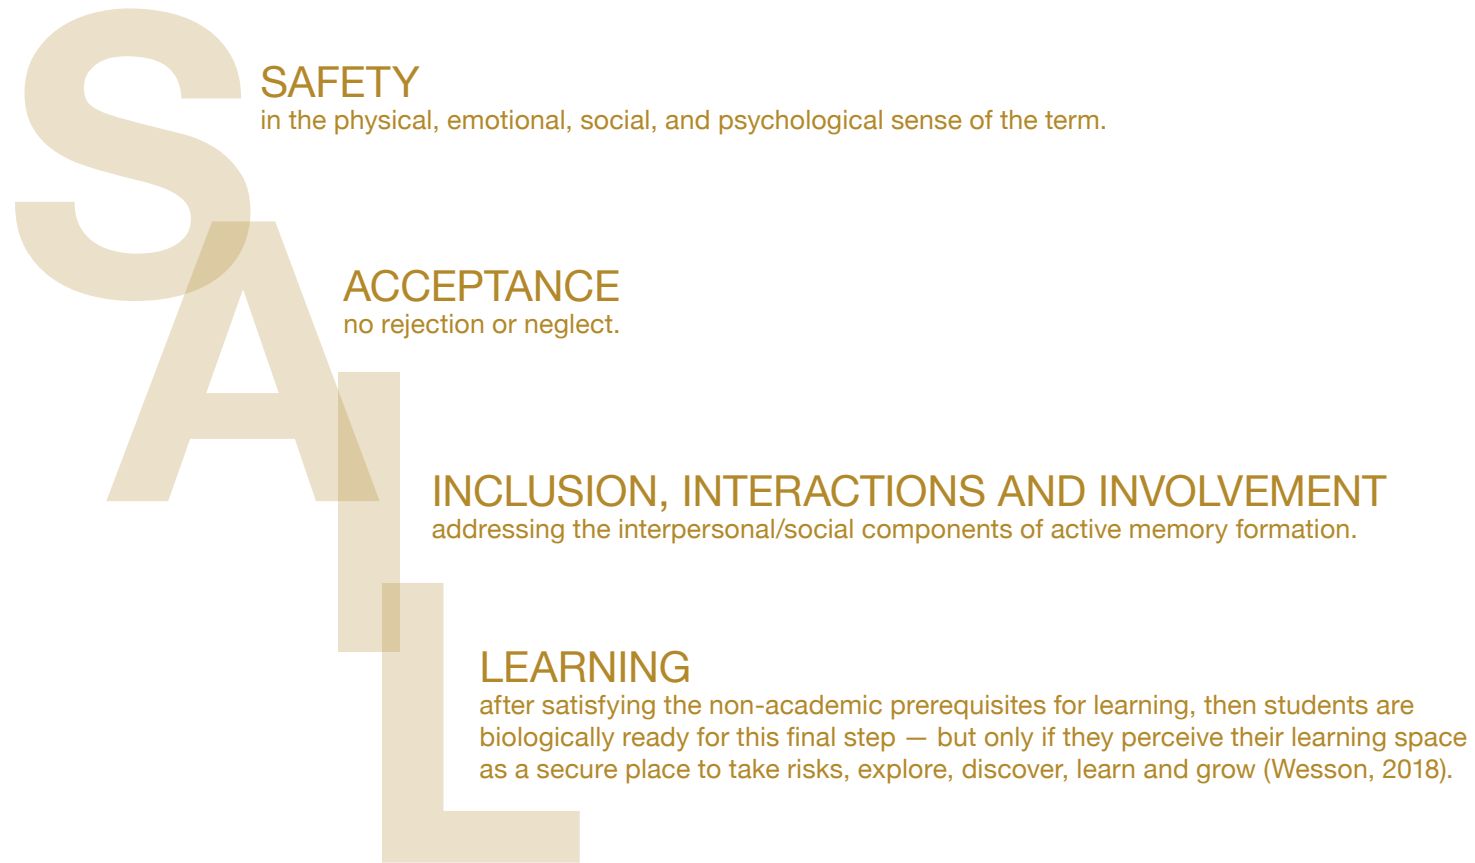 S
SAFETY
in the physical, emotional, social, and psychological sense of the term.
A
ACCEPTANCE
no rejection or neglect.
I
INCLUSION, INTERACTIONS AND INVOLVEMENT
addressing the interpersonal/social components of active memory formation.
L
LEARNING
after satisfying the non-academic prerequisites for learning, then students are
biologically ready for this final step — but only if they perceive their learning space
as a secure place to take risks, explore, discover, learn and grow (Wesson, 2018).